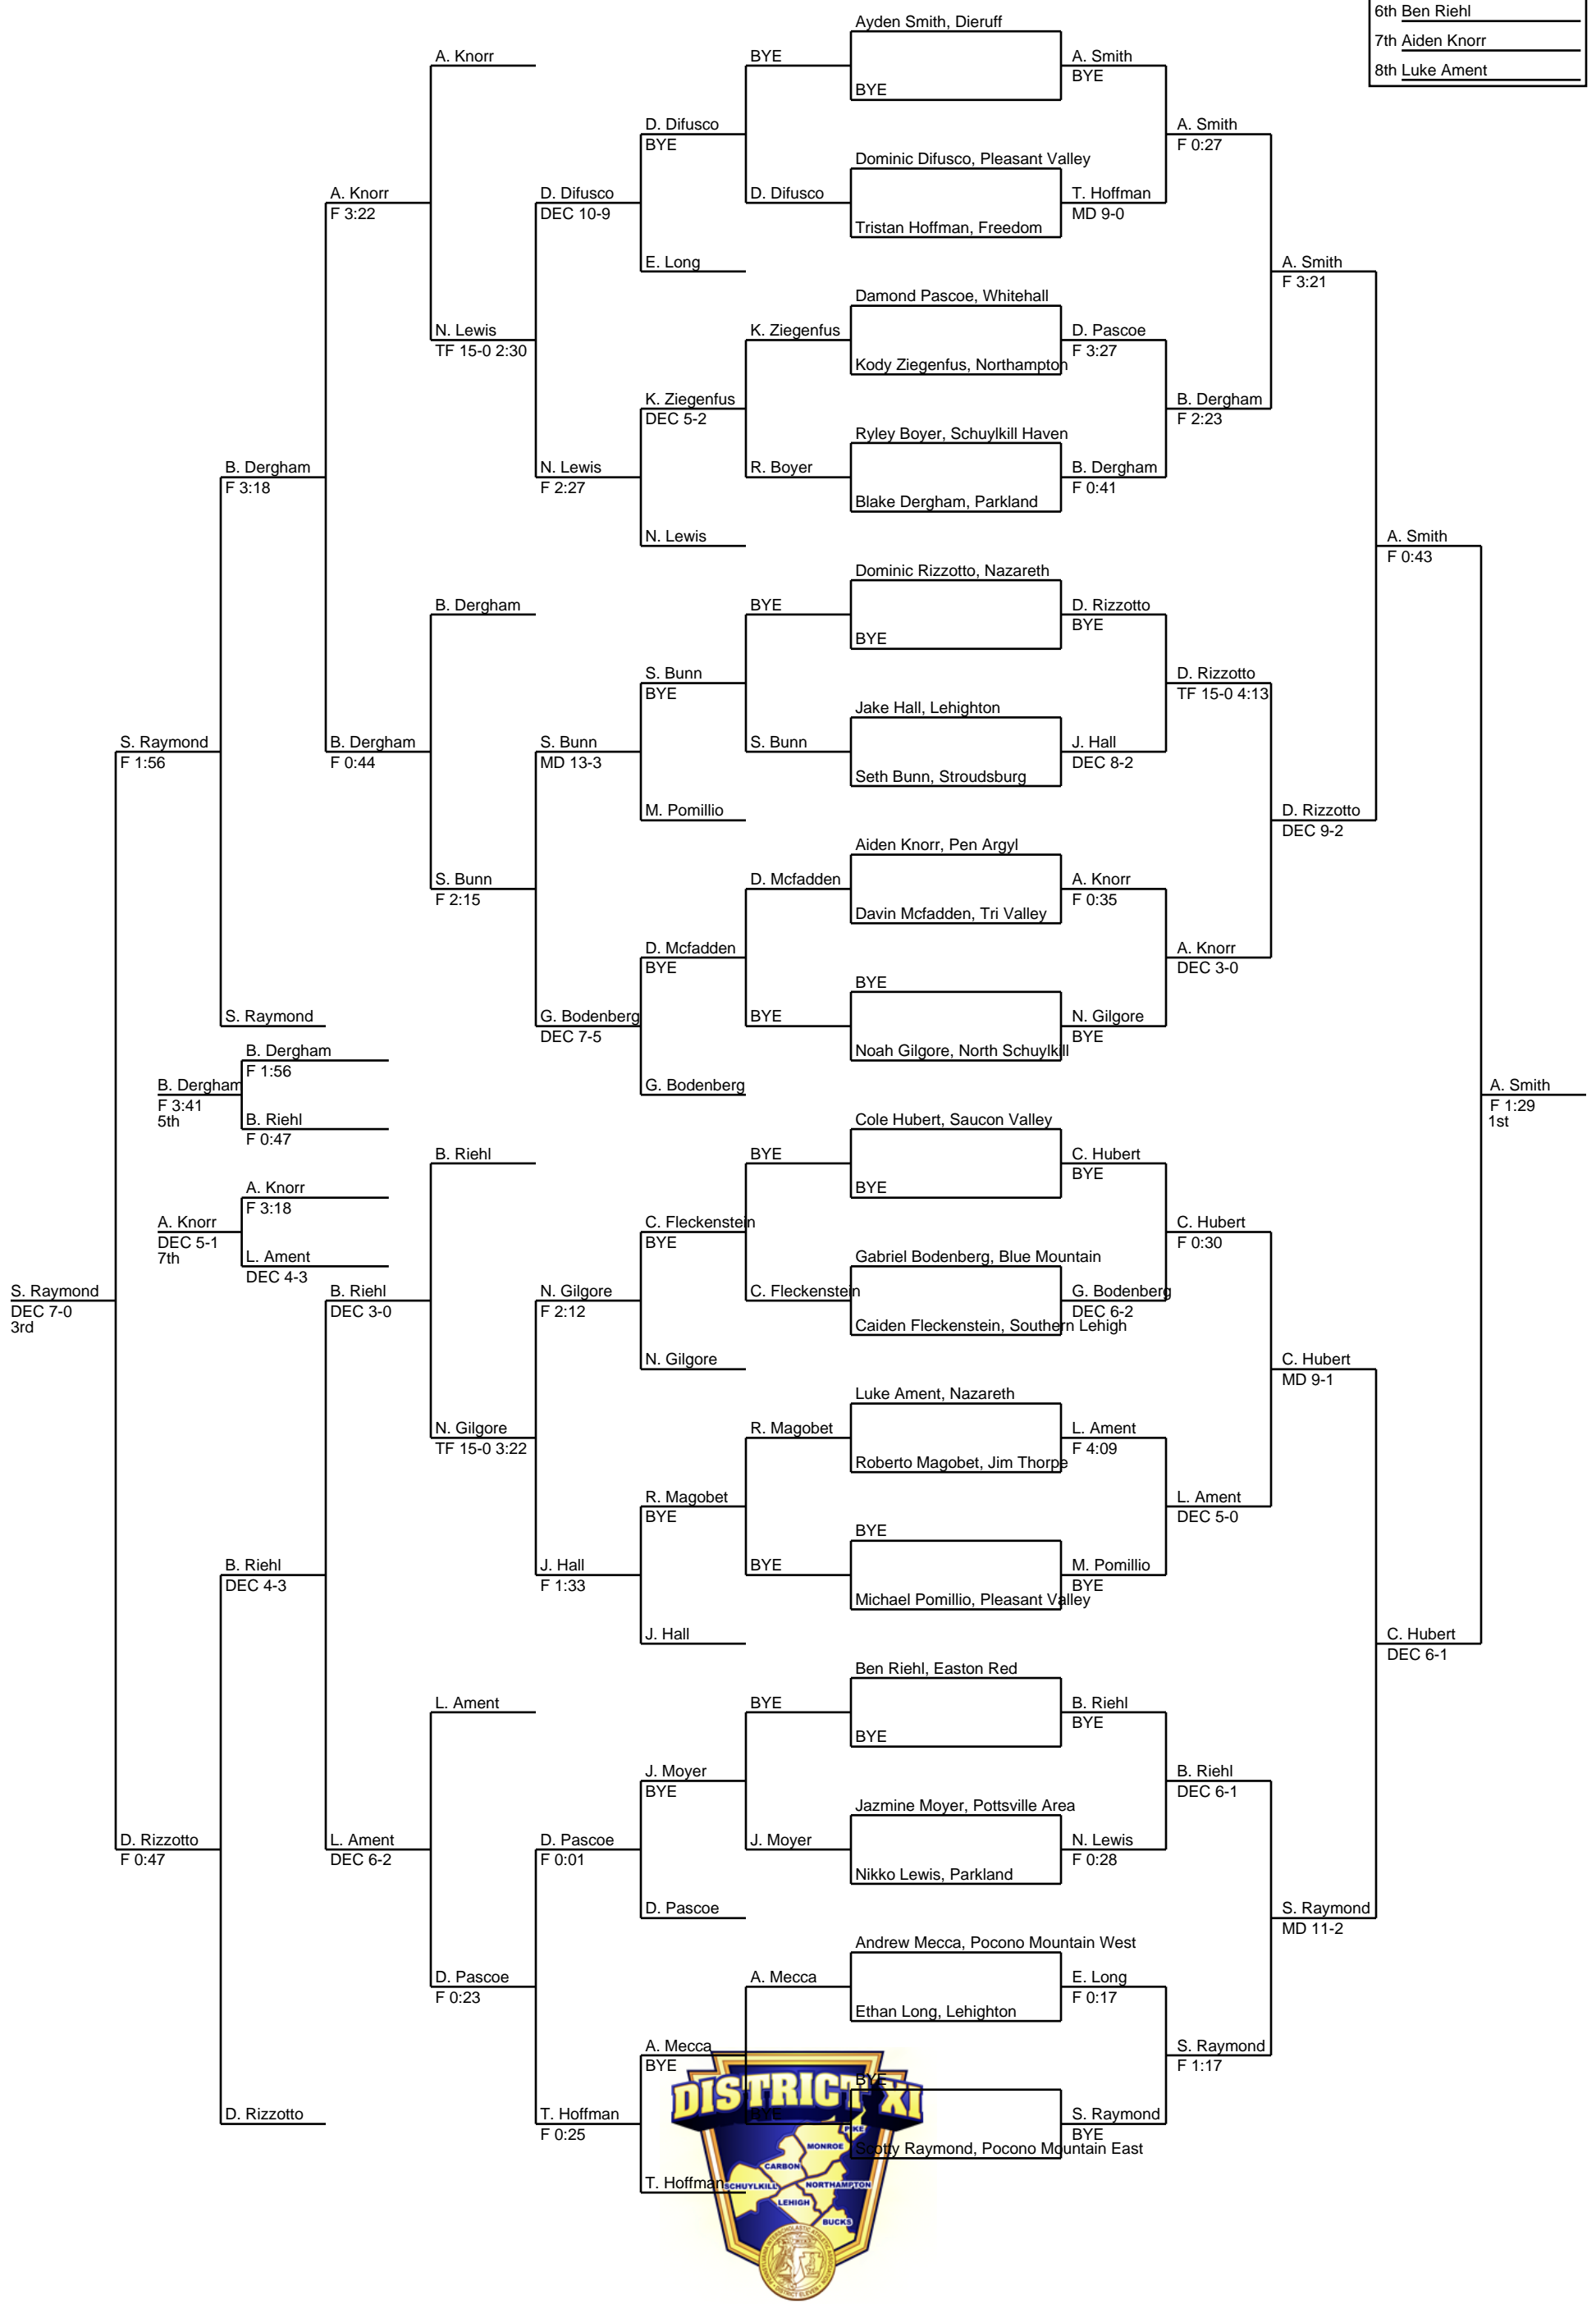 6th Ben Riehl
7th Aiden Knorr
8th Luke Ament
Ayden Smith, Dieruff
A. Knorr
BYE
A. Smith
BYE
BYE
D. Difusco
BYE
A. Smith
F 0:27
Dominic Difusco, Pleasant Valley
A. Knorr
F 3:22
D. Difusco
DEC 10-9
D. Difusco
T. Hoffman
MD 9-0
Tristan Hoffman, Freedom
E. Long
A. Smith
F 3:21
Damond Pascoe, Whitehall
N. Lewis
TF 15-0 2:30
K. Ziegenfus
D. Pascoe
F 3:27
Kody Ziegenfus, Northampton
K. Ziegenfus
DEC 5-2
B. Dergham
F 2:23
Ryley Boyer, Schuylkill Haven
B. Dergham
F 3:18
N. Lewis
F 2:27
R. Boyer
B. Dergham
F 0:41
Blake Dergham, Parkland
N. Lewis
A. Smith
F 0:43
Dominic Rizzotto, Nazareth
B. Dergham
BYE
D. Rizzotto
BYE
BYE
S. Bunn
BYE
D. Rizzotto
TF 15-0 4:13
Jake Hall, Lehighton
S. Raymond
F 1:56
B. Dergham
F 0:44
S. Bunn
MD 13-3
S. Bunn
J. Hall
DEC 8-2
Seth Bunn, Stroudsburg
M. Pomillio
D. Rizzotto
DEC 9-2
Aiden Knorr, Pen Argyl
S. Bunn
F 2:15
D. Mcfadden
A. Knorr
F 0:35
Davin Mcfadden, Tri Valley
D. Mcfadden
BYE
A. Knorr
DEC 3-0
BYE
S. Raymond
G. Bodenberg
DEC 7-5
BYE
N. Gilgore
BYE
Noah Gilgore, North Schuylkill
B. Dergham
F 1:56
B. Dergham
F 3:41
5th
G. Bodenberg
A. Smith
F 1:29
1st
B. Riehl
F 0:47
Cole Hubert, Saucon Valley
B. Riehl
BYE
C. Hubert
BYE
BYE
A. Knorr
F 3:18
A. Knorr
DEC 5-1
7th
C. Fleckenstein
BYE
C. Hubert
F 0:30
L. Ament
DEC 4-3
Gabriel Bodenberg, Blue Mountain
S. Raymond
DEC 7-0
3rd
B. Riehl
DEC 3-0
N. Gilgore
F 2:12
C. Fleckenstein
G. Bodenberg
DEC 6-2
Caiden Fleckenstein, Southern Lehigh
N. Gilgore
C. Hubert
MD 9-1
Luke Ament, Nazareth
N. Gilgore
TF 15-0 3:22
R. Magobet
L. Ament
F 4:09
Roberto Magobet, Jim Thorpe
R. Magobet
BYE
L. Ament
DEC 5-0
BYE
B. Riehl
DEC 4-3
J. Hall
F 1:33
BYE
M. Pomillio
BYE
Michael Pomillio, Pleasant Valley
J. Hall
C. Hubert
DEC 6-1
Ben Riehl, Easton Red
L. Ament
BYE
B. Riehl
BYE
BYE
J. Moyer
BYE
B. Riehl
DEC 6-1
Jazmine Moyer, Pottsville Area
D. Rizzotto
F 0:47
L. Ament
DEC 6-2
D. Pascoe
F 0:01
J. Moyer
N. Lewis
F 0:28
Nikko Lewis, Parkland
D. Pascoe
S. Raymond
MD 11-2
Andrew Mecca, Pocono Mountain West
D. Pascoe
F 0:23
A. Mecca
E. Long
F 0:17
Ethan Long, Lehighton
A. Mecca
BYE
S. Raymond
F 1:17
BYE
DISTRICT XI
D. Rizzotto
T. Hoffman
F 0:25
BYE
S. Raymond
BYE
Scotty Raymond, Pocono Mountain East
T. Hoffman
PIKE
MONROE
CARBON
SCHUYLKILL
NORTHAMPTON
LEHIGH
BUCKS